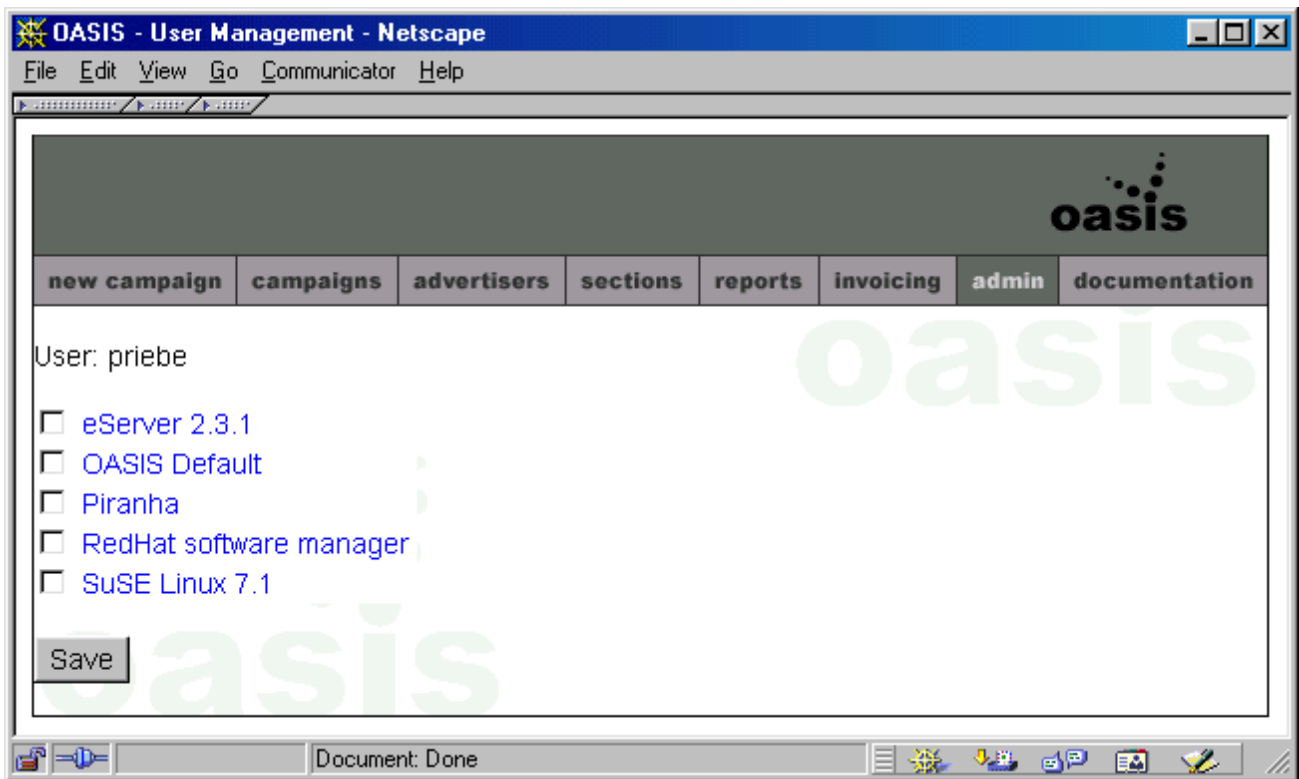 OASIS - User Management - Netscape
File Edit View Go Communicator Help
oasis
new campaign campaigns advertisers sections reports invoicing admin documentation
oasis
User: priebe
eServer 2.3.1
OASIS Default
Piranha
RedHat software manager
SuSE Linux 7.1
Save
oasis
Document: Done